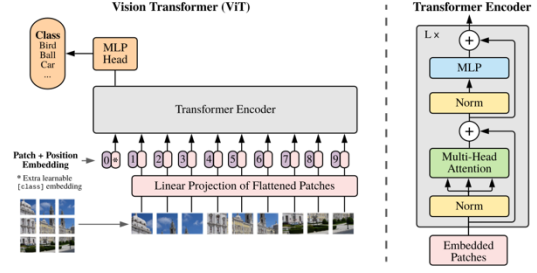 Vision Transformer (ViT)
Class
Bird
Ball
Car
...
MLP
Head
Transformer Encoder
Patch + Position
Embedding
* Extra learnable
[class] embedding
0 * 1 2 3 4 5 6 7 8 9
Linear Projection of Flattened Patches
Transformer Encoder
L x
+
MLP
Norm
+
Multi-Head
Attention
Norm
Embedded
Patches